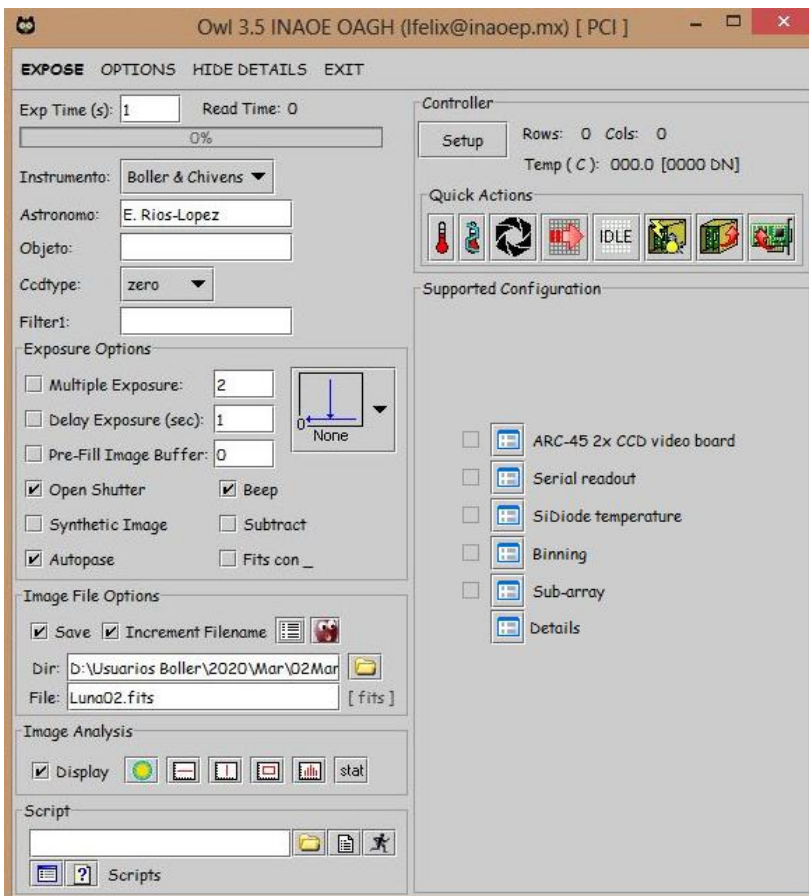 Owl 3.5 INAOE OAGH (lfelix@inaoep.mx) [ PCI ]
EXPOSE OPTIONS HIDE DETAILS EXIT
Exp Time (s): 1 Read Time: 0
0%
Instrumento: Boller & Chivens
Astronomo: E. Rios-Lopez
Objeto:
Ccdtype: zero
Filter1:
Exposure Options
Multiple Exposure: 2
Delay Exposure (sec): 1
Pre-Fill Image Buffer: 0
0
None
Open Shutter Beep
Synthetic Image Subtract
Autopase Fits con _
Image File Options
Save Increment Filename
Dir: D:\Usuarios Boller\2020\Mar\02Mar
File: Luna02.fits [ fits ]
Image Analysis
Display stat
Script
Scripts
Controller
Setup Rows: 0 Cols: 0
Temp ( C ): 000.0 [0000 DN]
Quick Actions
IDLE
Supported Configuration
ARC-45 2x CCD video board
Serial readout
SiDiode temperature
Binning
Sub-array
Details